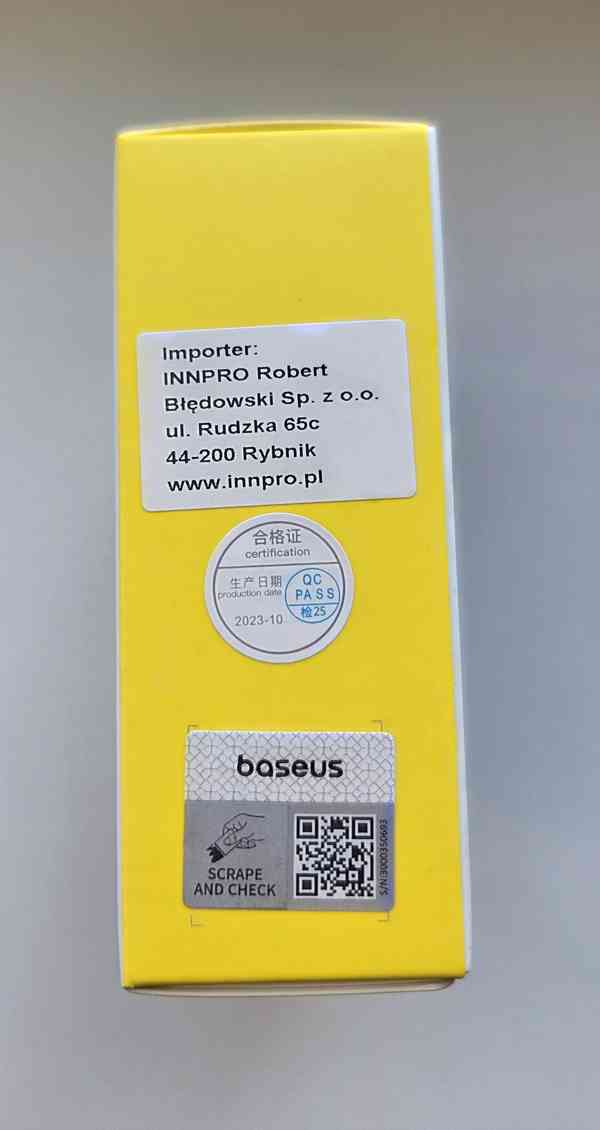 Importer:
INNPRO Robert
Błędowski Sp. z o.o.
ul. Rudzka 65c
44-200 Rybnik
www.innpro.pl
合格证
certification
生产日期
production date
2023-10
QC
PASS
检25
baseus
SCRAPE
AND CHECK
S/N:3000350693